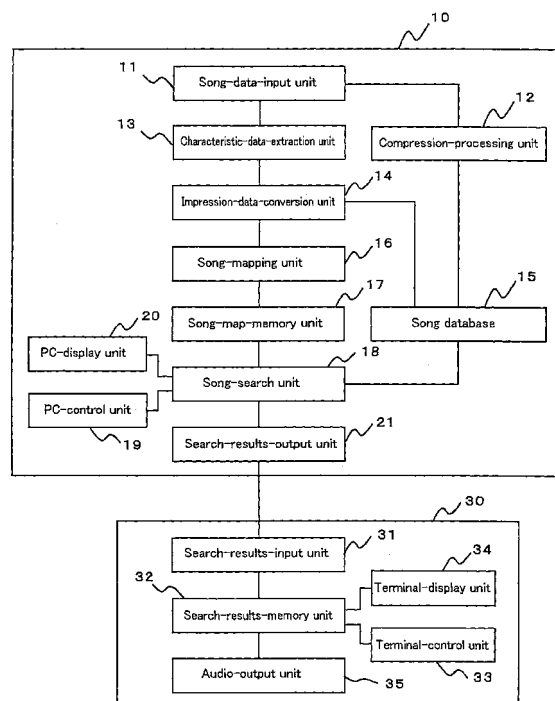 10
11
Song-data-input unit
12
13
Characteristic-data-extraction unit
Compression-processing unit
14
Impression-data-conversion unit
16
Song-mapping unit
17
15
20
Song-map-memory unit
Song database
PC-display unit
18
Song-search unit
PC-control unit
19
21
Search-results-output unit
30
31
Search-results-input unit
34
32
Terminal-display unit
Search-results-memory unit
Terminal-control unit
33
Audio-output unit
35